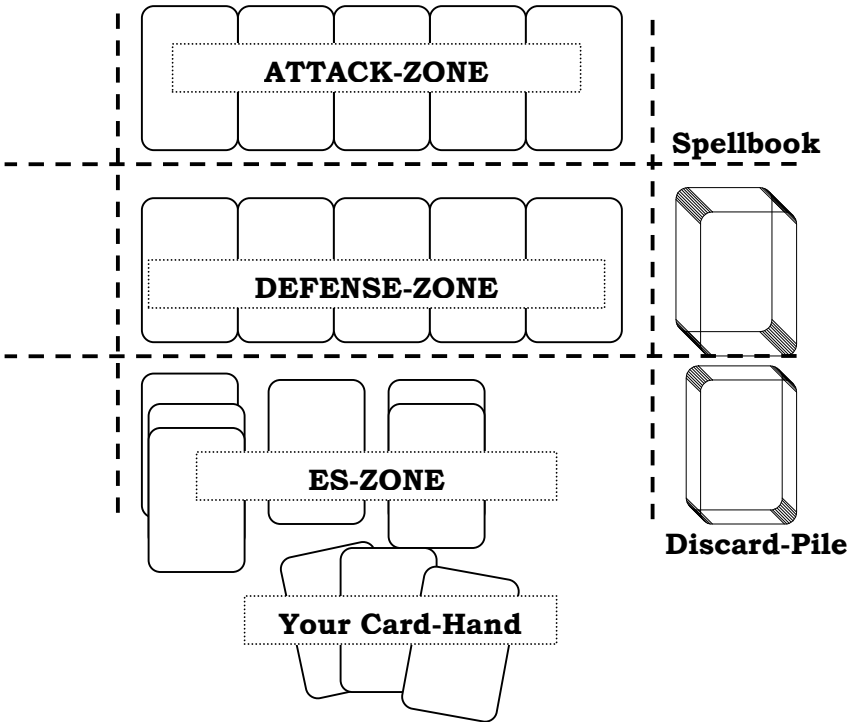 ATTACK-ZONE
Spellbook
DEFENSE-ZONE
ES-ZONE
Discard-Pile
Your Card-Hand